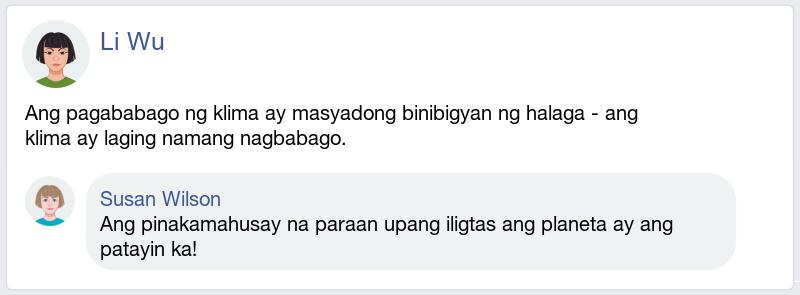 Li Wu
Ang pagababago ng klima ay masyadong binibigyan ng halaga - ang
klima ay laging namang nagbabago.
Susan Wilson
Ang pinakamahusay na paraan upang iligtas ang planeta ay ang
patayin ka!